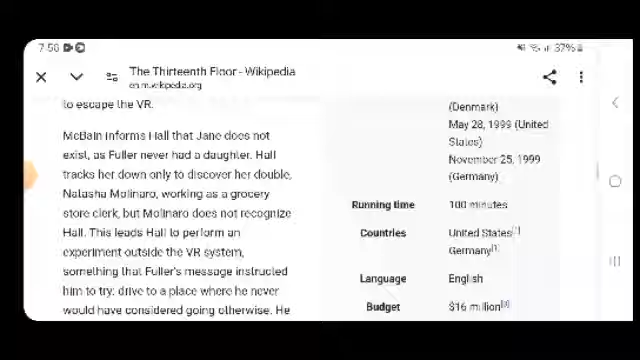 7:58
37%
The Thirteenth Floor - Wikipedia
en.m.wikipedia.org
to escape the VR.
McBain informs Hall that Jane does not
exist, as Fuller never had a daughter. Hall
tracks her down only to discover her double,
Natasha Molinaro, working as a grocery
store clerk, but Molinaro does not recognize
Hall. This leads Hall to perform an
experiment outside the VR system,
something that Fuller's message instructed
him to try: drive to a place where he never
would have considered going otherwise. He
(Denmark)
May 28, 1999 (United
States)
November 25, 1999
(Germany)
Running time 100 minutes
Countries United States[1]
Germany[1]
Language English
Budget $16 million